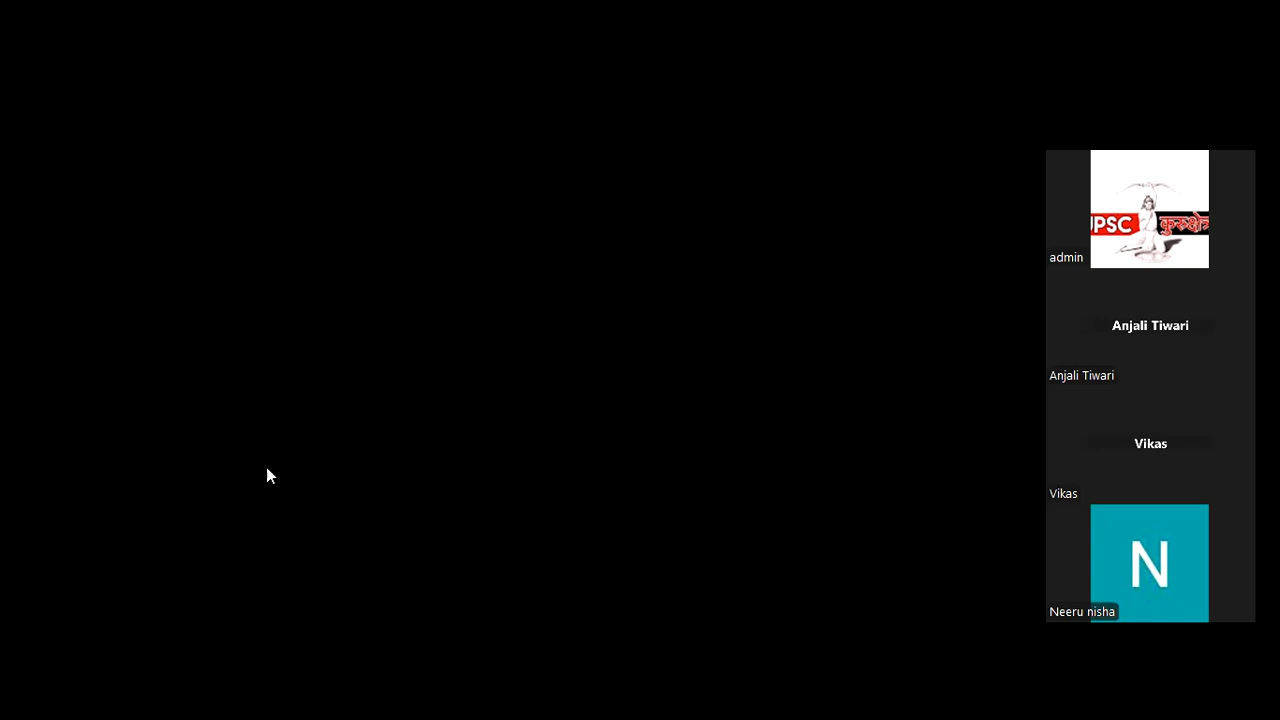 UPSC कुरुक्षेत्र
admin
Anjali Tiwari
Anjali Tiwari
Vikas
Vikas
N
Neeru nisha